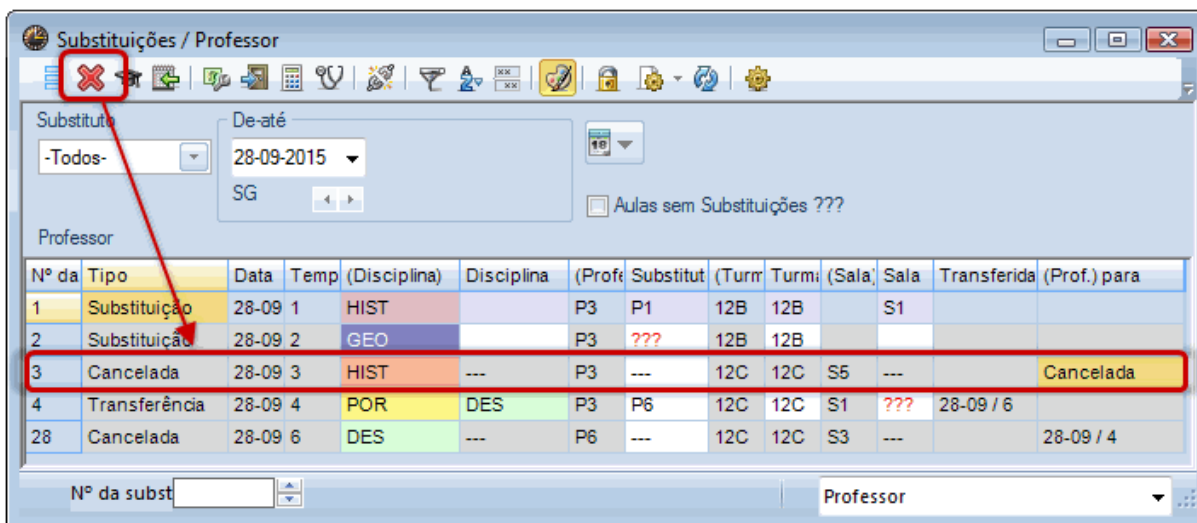 Substituições / Professor
Substituto
De-até
-Todos-
28-09-2015
18
SG
Aulas sem Substituições ???
Professor
Nº da Tipo Data Temp (Disciplina) Disciplina (Profe Substitut (Turm Turma (Sala) Sala Transferida (Prof.) para
1 Substituição 28-09 1 HIST P3 P1 12B 12B S1
2 Substituição 28-09 2 GEO P3 ??? 12B 12B
3 Cancelada 28-09 3 HIST --- P3 --- 12C 12C S5 --- Cancelada
4 Transferência 28-09 4 POR DES P3 P6 12C 12C S1 ??? 28-09 / 6
28 Cancelada 28-09 6 DES --- P6 --- 12C 12C S3 --- 28-09 / 4
Nº da subst
Professor